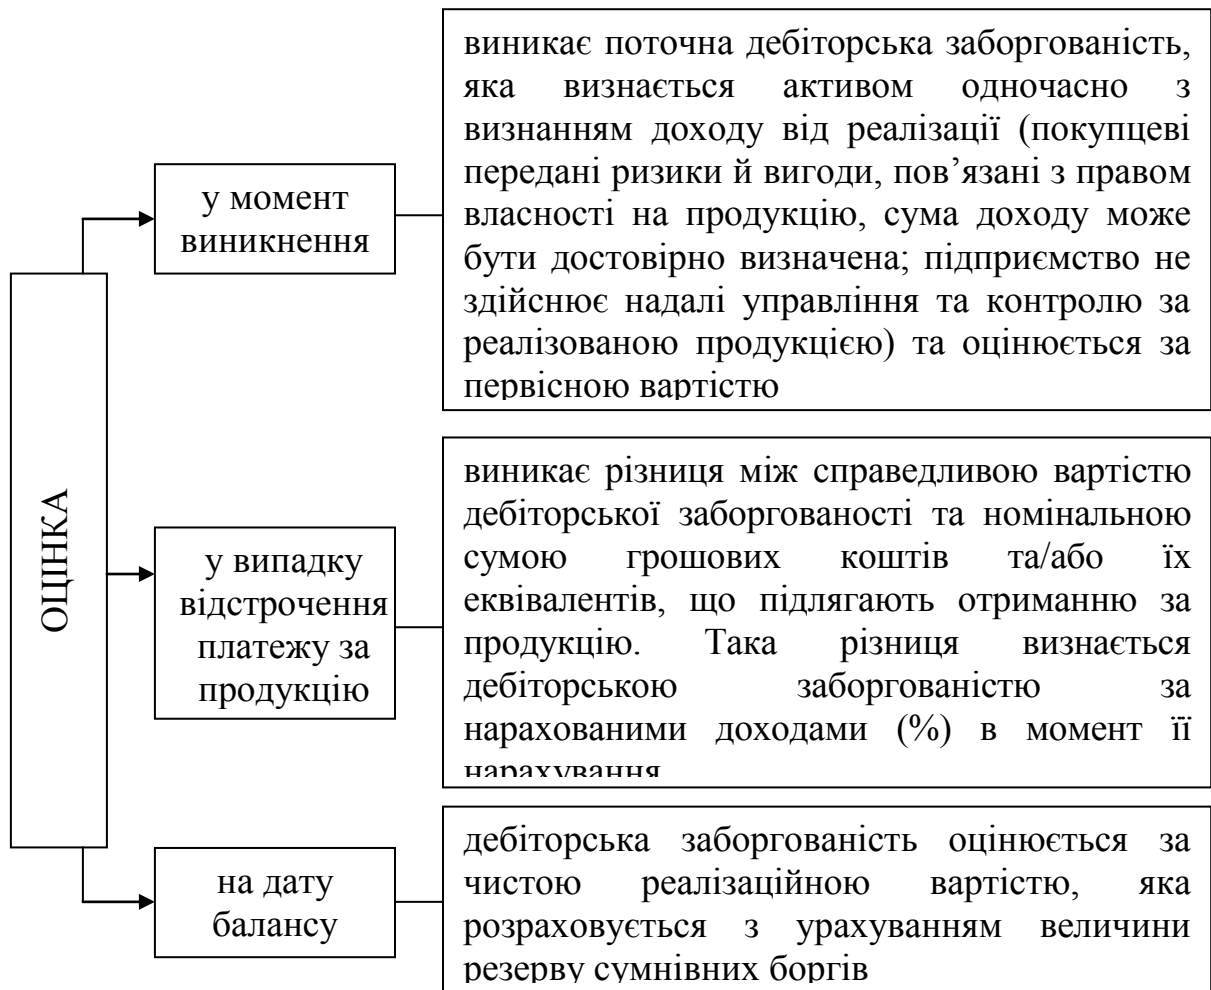 ОЦІНКА
у момент
виникнення
виникає поточна дебіторська заборгованість,
яка визнається активом одночасно з
визнанням доходу від реалізації (покупцеві
передані ризики й вигоди, пов’язані з правом
власності на продукцію, сума доходу може
бути достовірно визначена; підприємство не
здійснює надалі управління та контролю за
реалізованою продукцією) та оцінюється за
первісною вартістю
у випадку
відстрочення
платежу за
продукцію
виникає різниця між справедливою вартістю
дебіторської заборгованості та номінальною
сумою грошових коштів та/або їх
еквівалентів, що підлягають отриманню за
продукцію. Така різниця визнається
дебіторською заборгованістю за
нарахованими доходами (%) в момент її
нарахування
на дату
балансу
дебіторська заборгованість оцінюється за
чистою реалізаційною вартістю, яка
розраховується з урахуванням величини
резерву сумнівних боргів